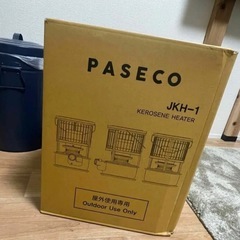 PASECO
JKH-1
KEROSENE HEATER
屋外使用専用
Outdoor Use Only